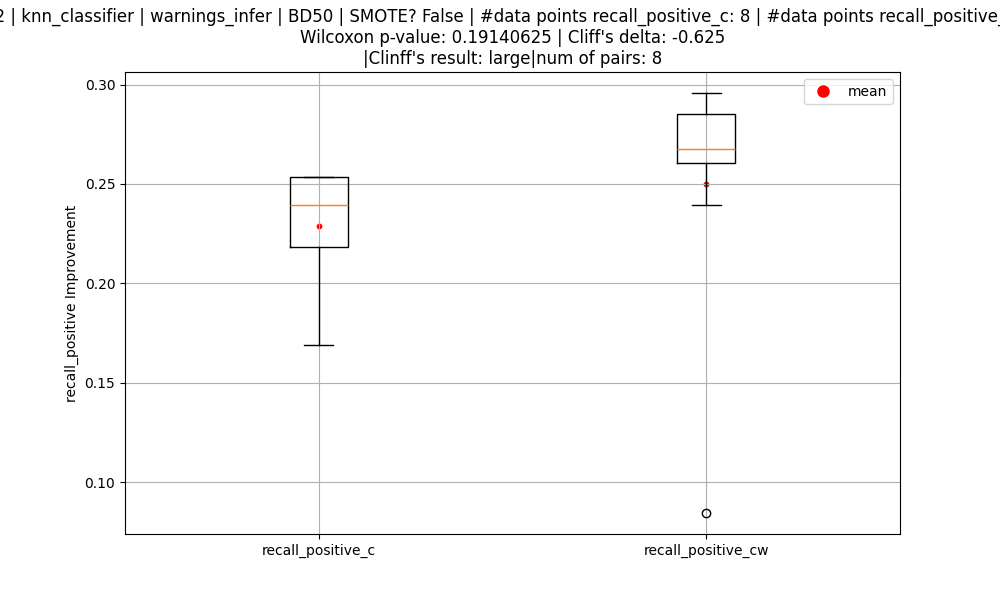 2 | knn_classifier | warnings_infer | BD50 | SMOTE? False | #data points recall_positive_c: 8 | #data points recall_positive_
Wilcoxon p-value: 0.19140625 | Cliff's delta: -0.625
|Clinff's result: large|num of pairs: 8
mean
0.30
0.25
0.20
0.15
0.10
recall_positive Improvement
recall_positive_c
recall_positive_cw